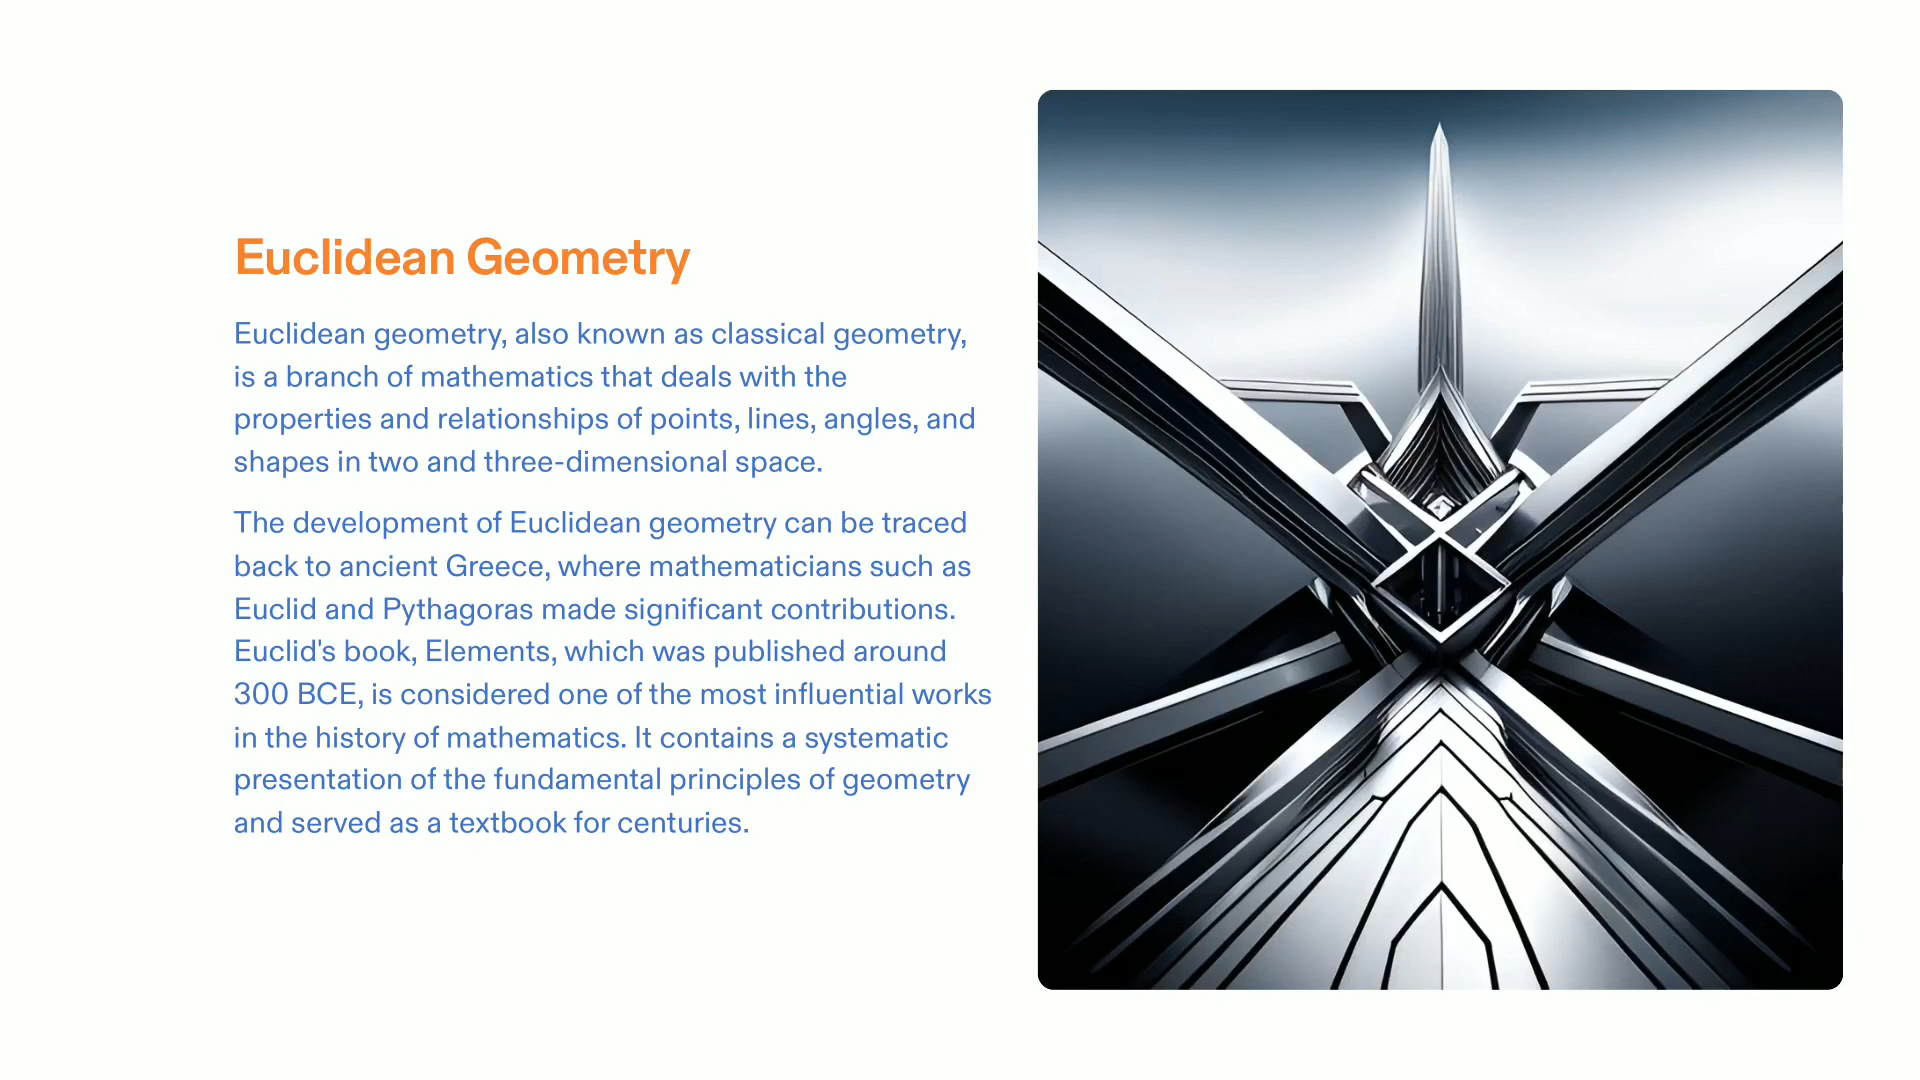 Euclidean Geometry
Euclidean geometry, also known as classical geometry,
is a branch of mathematics that deals with the
properties and relationships of points, lines, angles, and
shapes in two and three-dimensional space.
The development of Euclidean geometry can be traced
back to ancient Greece, where mathematicians such as
Euclid and Pythagoras made significant contributions.
Euclid's book, Elements, which was published around
300 BCE, is considered one of the most influential works
in the history of mathematics. It contains a systematic
presentation of the fundamental principles of geometry
and served as a textbook for centuries.